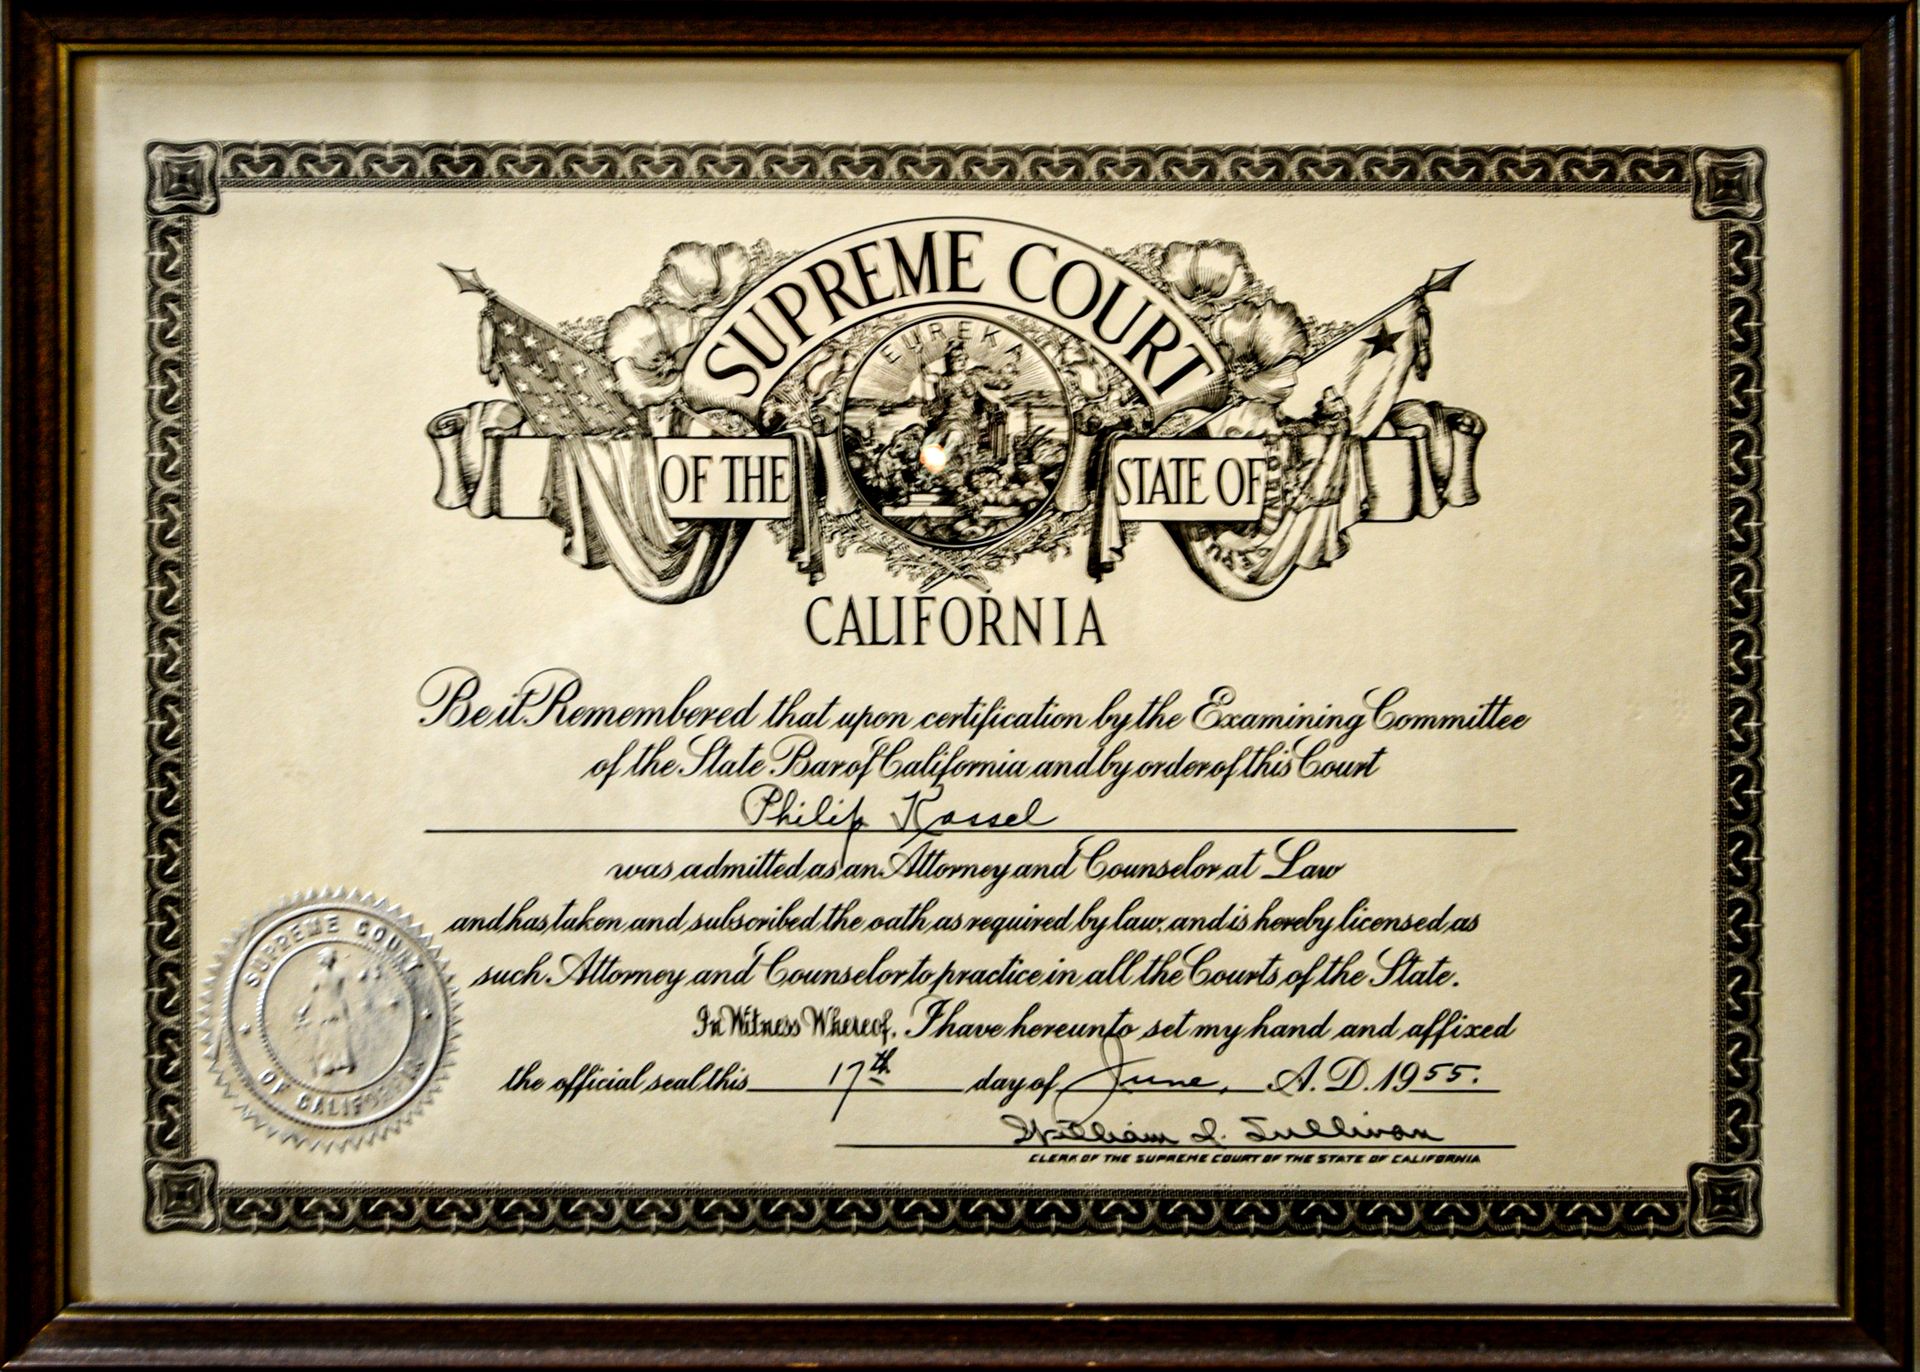 SUPREME COURT
EUREKA
OF THE STATE OF
CALIFORNIA
Be it Remembered that upon certification by the Examining Committee
of the State Bar of California and by order of this Court
Philip Kassel
was admitted as an Attorney and Counselor at Law
and has taken and subscribed the oath as required by law, and is hereby licensed as
such Attorney and Counselor to practice in all the Courts of the State.
In Witness Whereof, I have hereunto set my hand and affixed
the official seal this 17th day of June, A.D. 1955.
William I. Sullivan
CLERK OF THE SUPREME COURT OF THE STATE OF CALIFORNIA
SUPREME COURT
OF CALIFORNIA